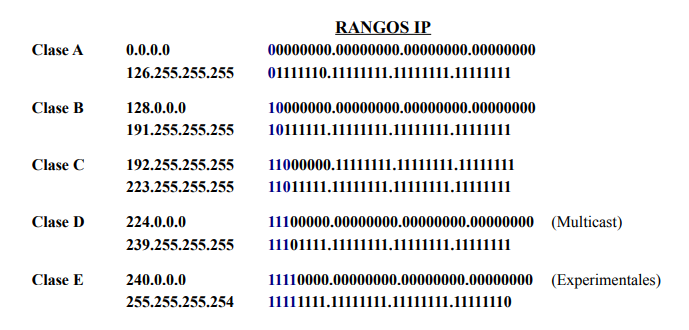 RANGOS IP
Clase A 0.0.0.0 00000000.00000000.00000000.00000000
126.255.255.255 01111110.11111111.11111111.11111111
Clase B 128.0.0.0 10000000.00000000.00000000.00000000
191.255.255.255 10111111.11111111.11111111.11111111
Clase C 192.255.255.255 11000000.11111111.11111111.11111111
223.255.255.255 11011111.11111111.11111111.11111111
Clase D 224.0.0.0 11100000.00000000.00000000.00000000 (Multicast)
239.255.255.255 11101111.11111111.11111111.11111111
Clase E 240.0.0.0 11110000.00000000.00000000.00000000 (Experimentales)
255.255.255.254 11111111.11111111.11111111.11111110